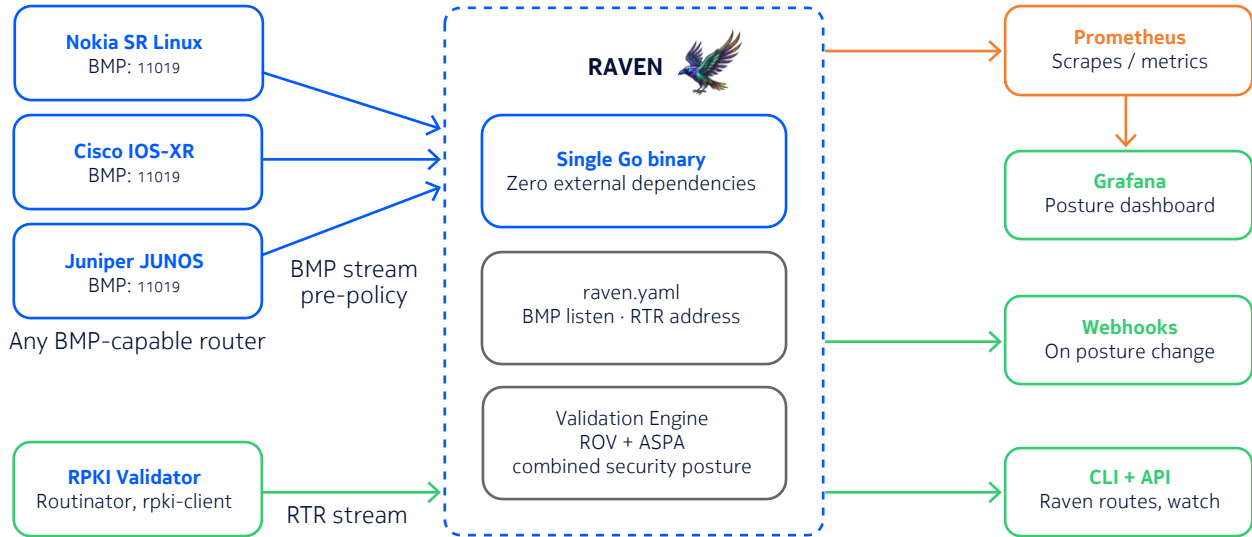 Nokia SR Linux
BMP: 11019
Cisco IOS-XR
BMP: 11019
Juniper JUNOS
BMP: 11019
Any BMP-capable router
BMP stream
pre-policy
RPKI Validator
Routinator, rpki-client
RTR stream
RAVEN
Single Go binary
Zero external dependencies
raven.yaml
BMP listen · RTR address
Validation Engine
ROV + ASPA
combined security posture
Prometheus
Scrapes / metrics
Grafana
Posture dashboard
Webhooks
On posture change
CLI + API
Raven routes, watch